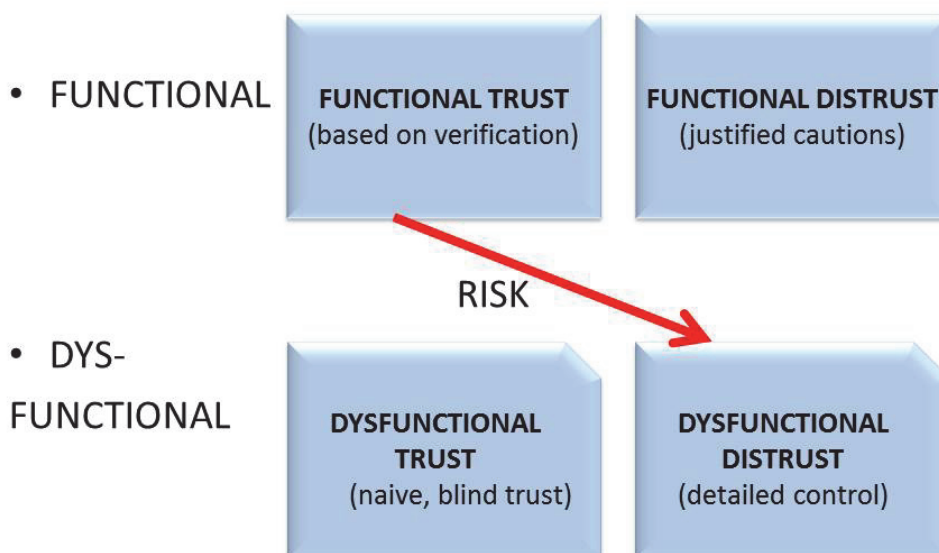 • FUNCTIONAL
FUNCTIONAL TRUST
(based on verification)
FUNCTIONAL DISTRUST
(justified cautions)
RISK
• DYS-
FUNCTIONAL
DYSFUNCTIONAL
TRUST
(naive, blind trust)
DYSFUNCTIONAL
DISTRUST
(detailed control)